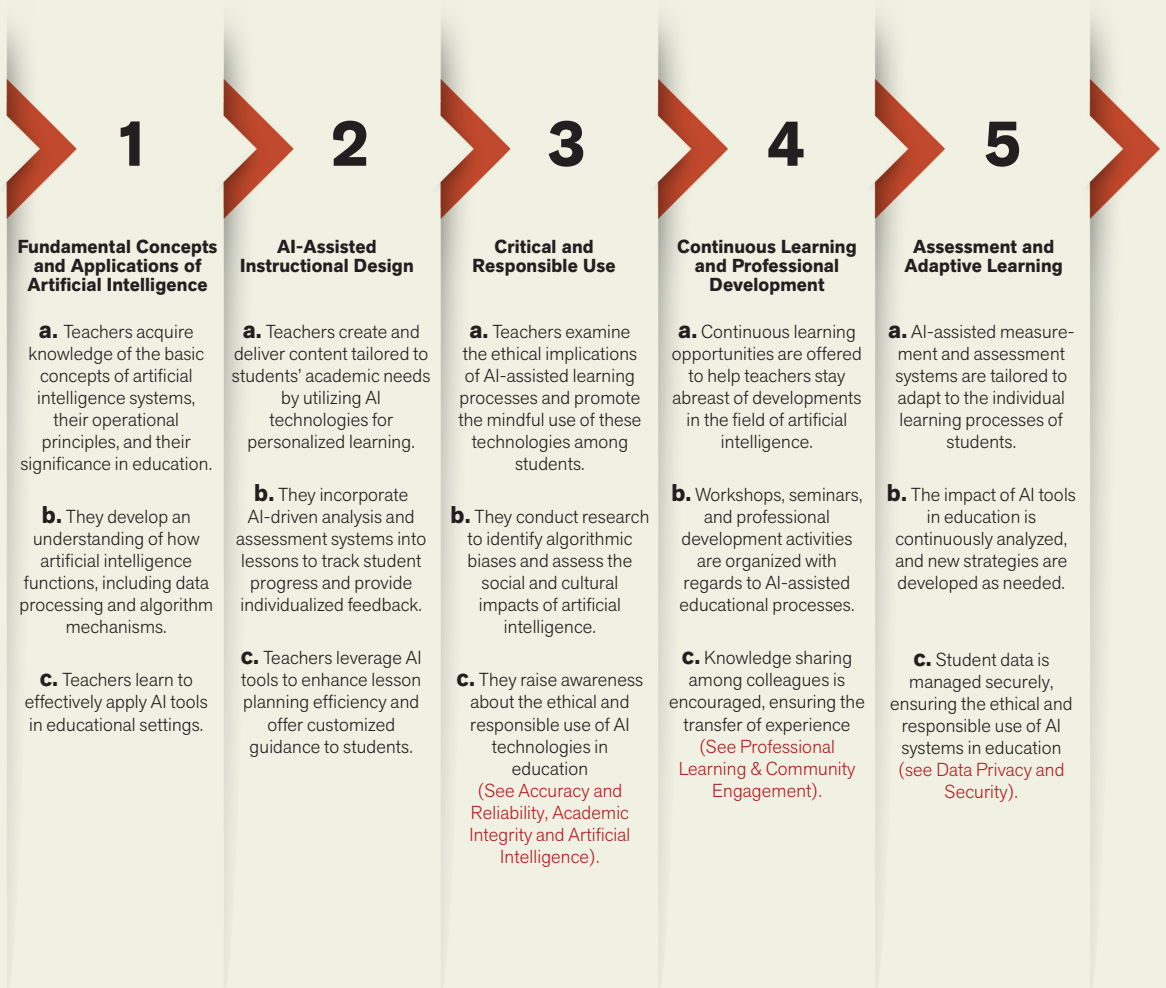 1
Fundamental Concepts
and Applications of
Artificial Intelligence
a. Teachers acquire
knowledge of the basic
concepts of artificial
intelligence systems,
their operational
principles, and their
significance in education.
b. They develop an
understanding of how
artificial intelligence
functions, including data
processing and algorithm
mechanisms.
c. Teachers learn to
effectively apply AI tools
in educational settings.
2
AI-Assisted
Instructional Design
a. Teachers create and
deliver content tailored to
students’ academic needs
by utilizing AI
technologies for
personalized learning.
b. They incorporate
AI-driven analysis and
assessment systems into
lessons to track student
progress and provide
individualized feedback.
c. Teachers leverage AI
tools to enhance lesson
planning efficiency and
offer customized
guidance to students.
3
Critical and
Responsible Use
a. Teachers examine
the ethical implications
of AI-assisted learning
processes and promote
the mindful use of these
technologies among
students.
b. They conduct research
to identify algorithmic
biases and assess the
social and cultural
impacts of artificial
intelligence.
c. They raise awareness
about the ethical and
responsible use of AI
technologies in
education
(See Accuracy and
Reliability, Academic
Integrity and Artificial
Intelligence).
4
Continuous Learning
and Professional
Development
a. Continuous learning
opportunities are offered
to help teachers stay
abreast of developments
in the field of artificial
intelligence.
b. Workshops, seminars,
and professional
development activities
are organized with
regards to AI-assisted
educational processes.
c. Knowledge sharing
among colleagues is
encouraged, ensuring the
transfer of experience
(See Professional
Learning & Community
Engagement).
5
Assessment and
Adaptive Learning
a. AI-assisted measure-
ment and assessment
systems are tailored to
adapt to the individual
learning processes of
students.
b. The impact of AI tools
in education is
continuously analyzed,
and new strategies are
developed as needed.
c. Student data is
managed securely,
ensuring the ethical and
responsible use of AI
systems in education
(see Data Privacy and
Security).